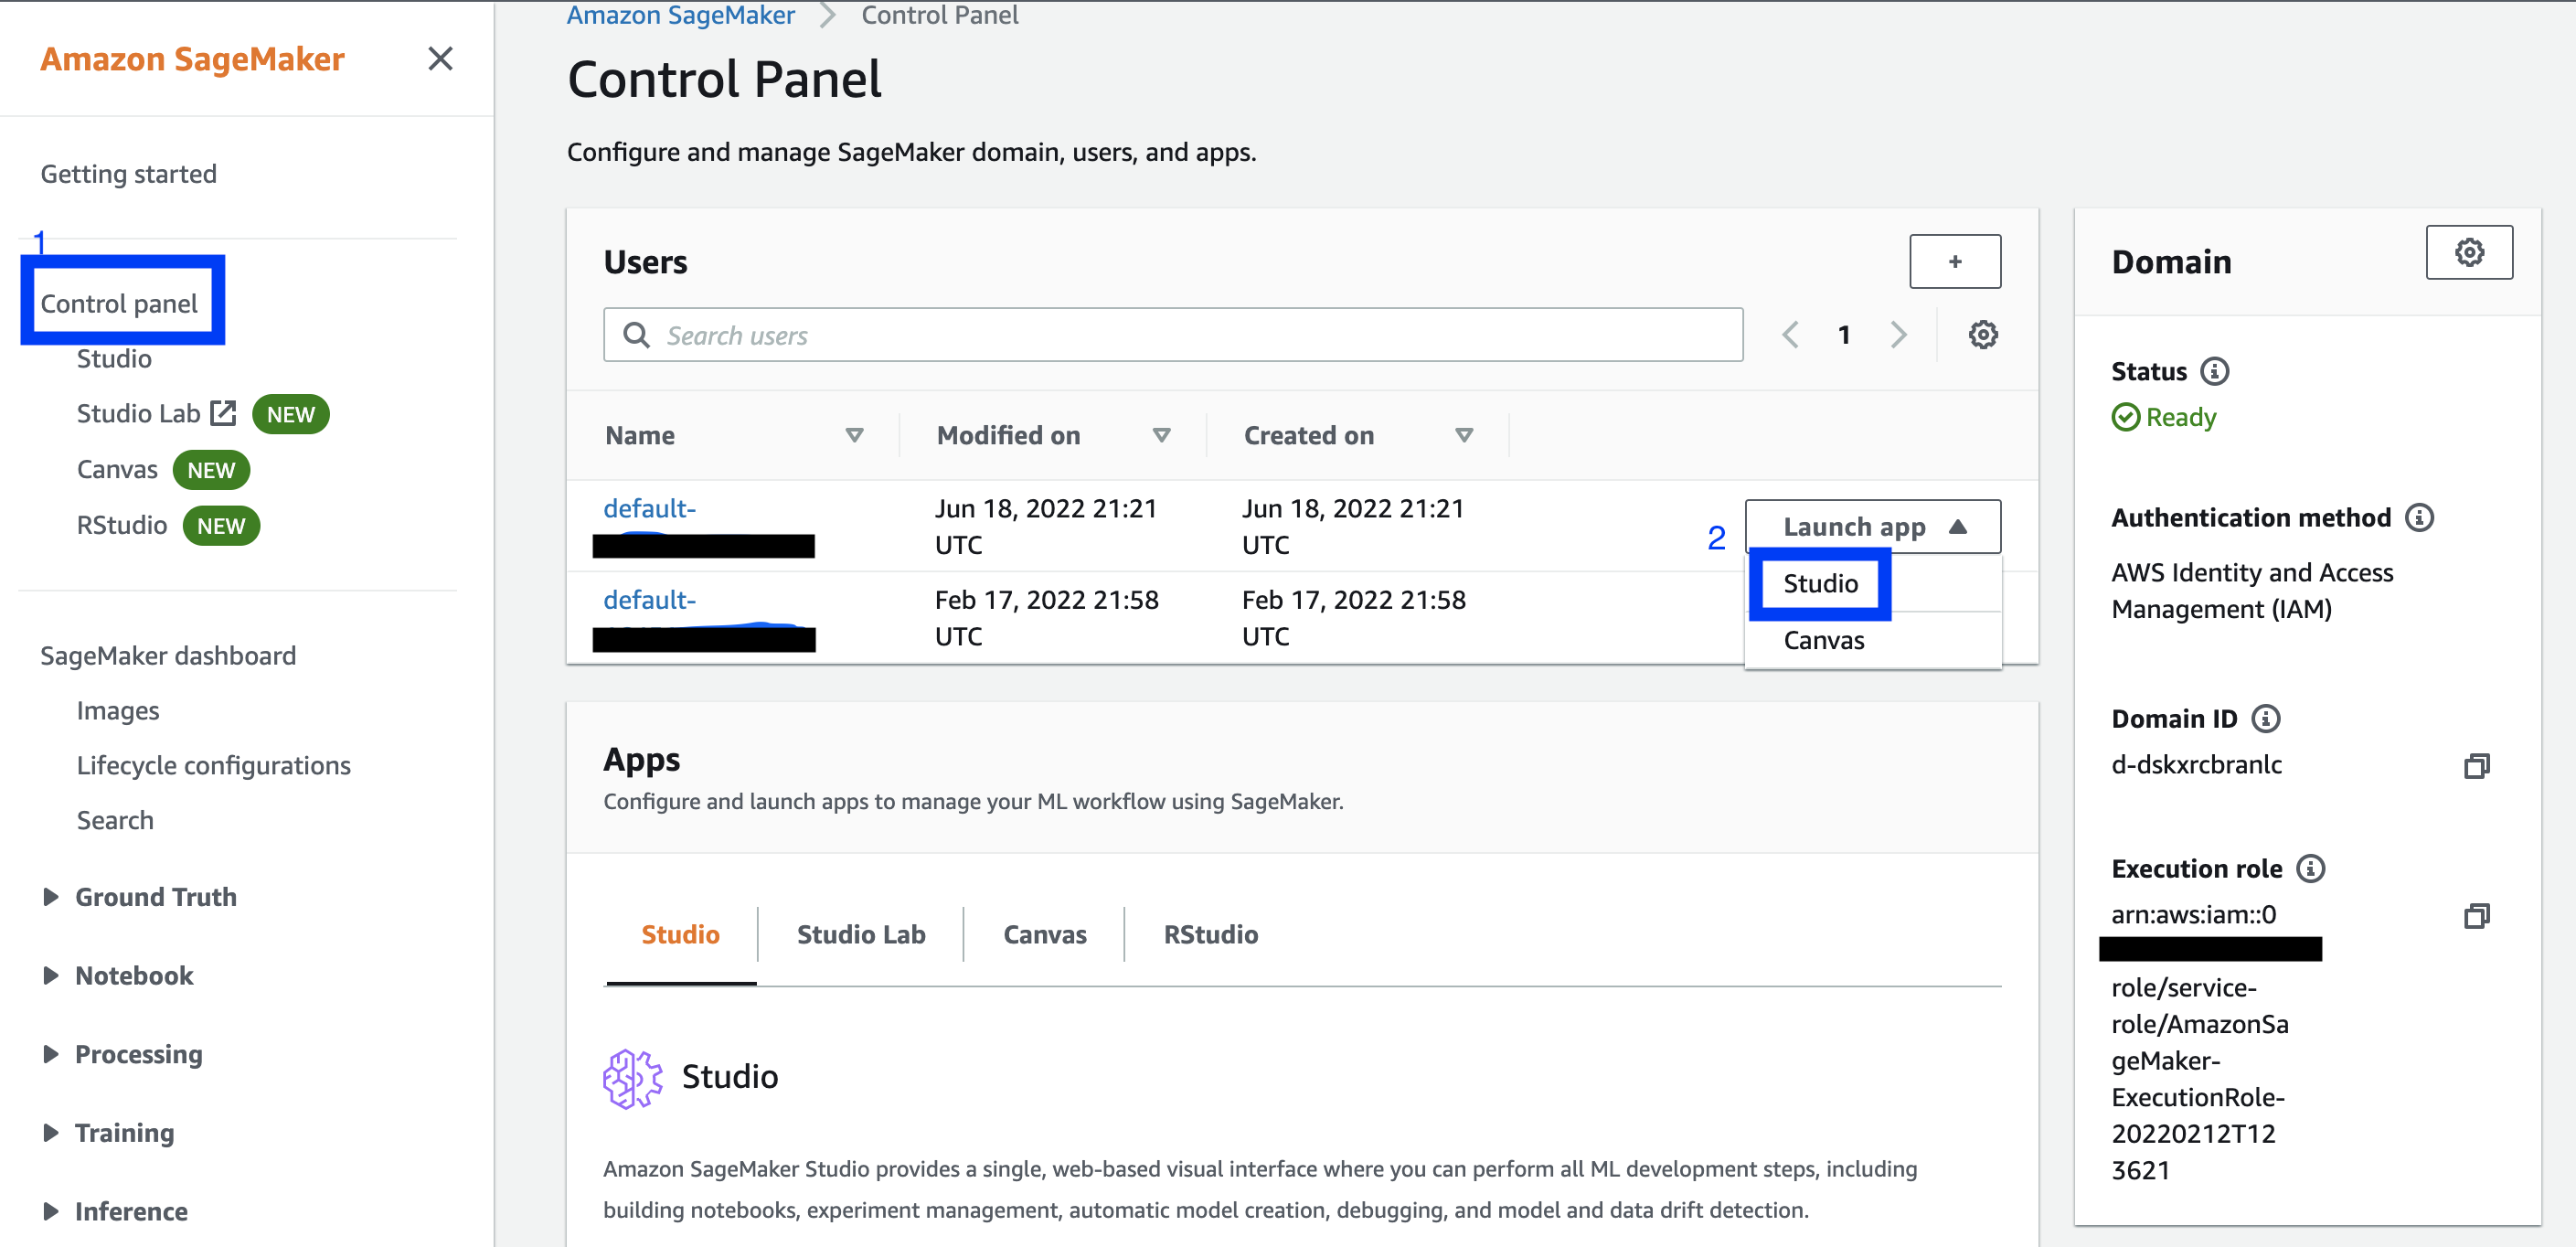 Amazon SageMaker
Getting started
1
Control panel
Studio
Studio Lab NEW
Canvas NEW
RStudio NEW
SageMaker dashboard
Images
Lifecycle configurations
Search
Ground Truth
Notebook
Processing
Training
Inference
Amazon SageMaker > Control Panel
Control Panel
Configure and manage SageMaker domain, users, and apps.
Users
+
Search users
1
Name Modified on Created on
default- Jun 18, 2022 21:21 Jun 18, 2022 21:21
UTC UTC
2 Launch app
Studio
Canvas
default- Feb 17, 2022 21:58 Feb 17, 2022 21:58
UTC UTC
Apps
Configure and launch apps to manage your ML workflow using SageMaker.
Studio Studio Lab Canvas RStudio
Studio
Amazon SageMaker Studio provides a single, web-based visual interface where you can perform all ML development steps, including
building notebooks, experiment management, automatic model creation, debugging, and model and data drift detection.
Domain
Status
Ready
Authentication method
AWS Identity and Access
Management (IAM)
Domain ID
d-dskxrcbranlc
Execution role
arn:aws:iam::0
role/service-
role/AmazonSa
geMaker-
ExecutionRole-
20220212T12
3621